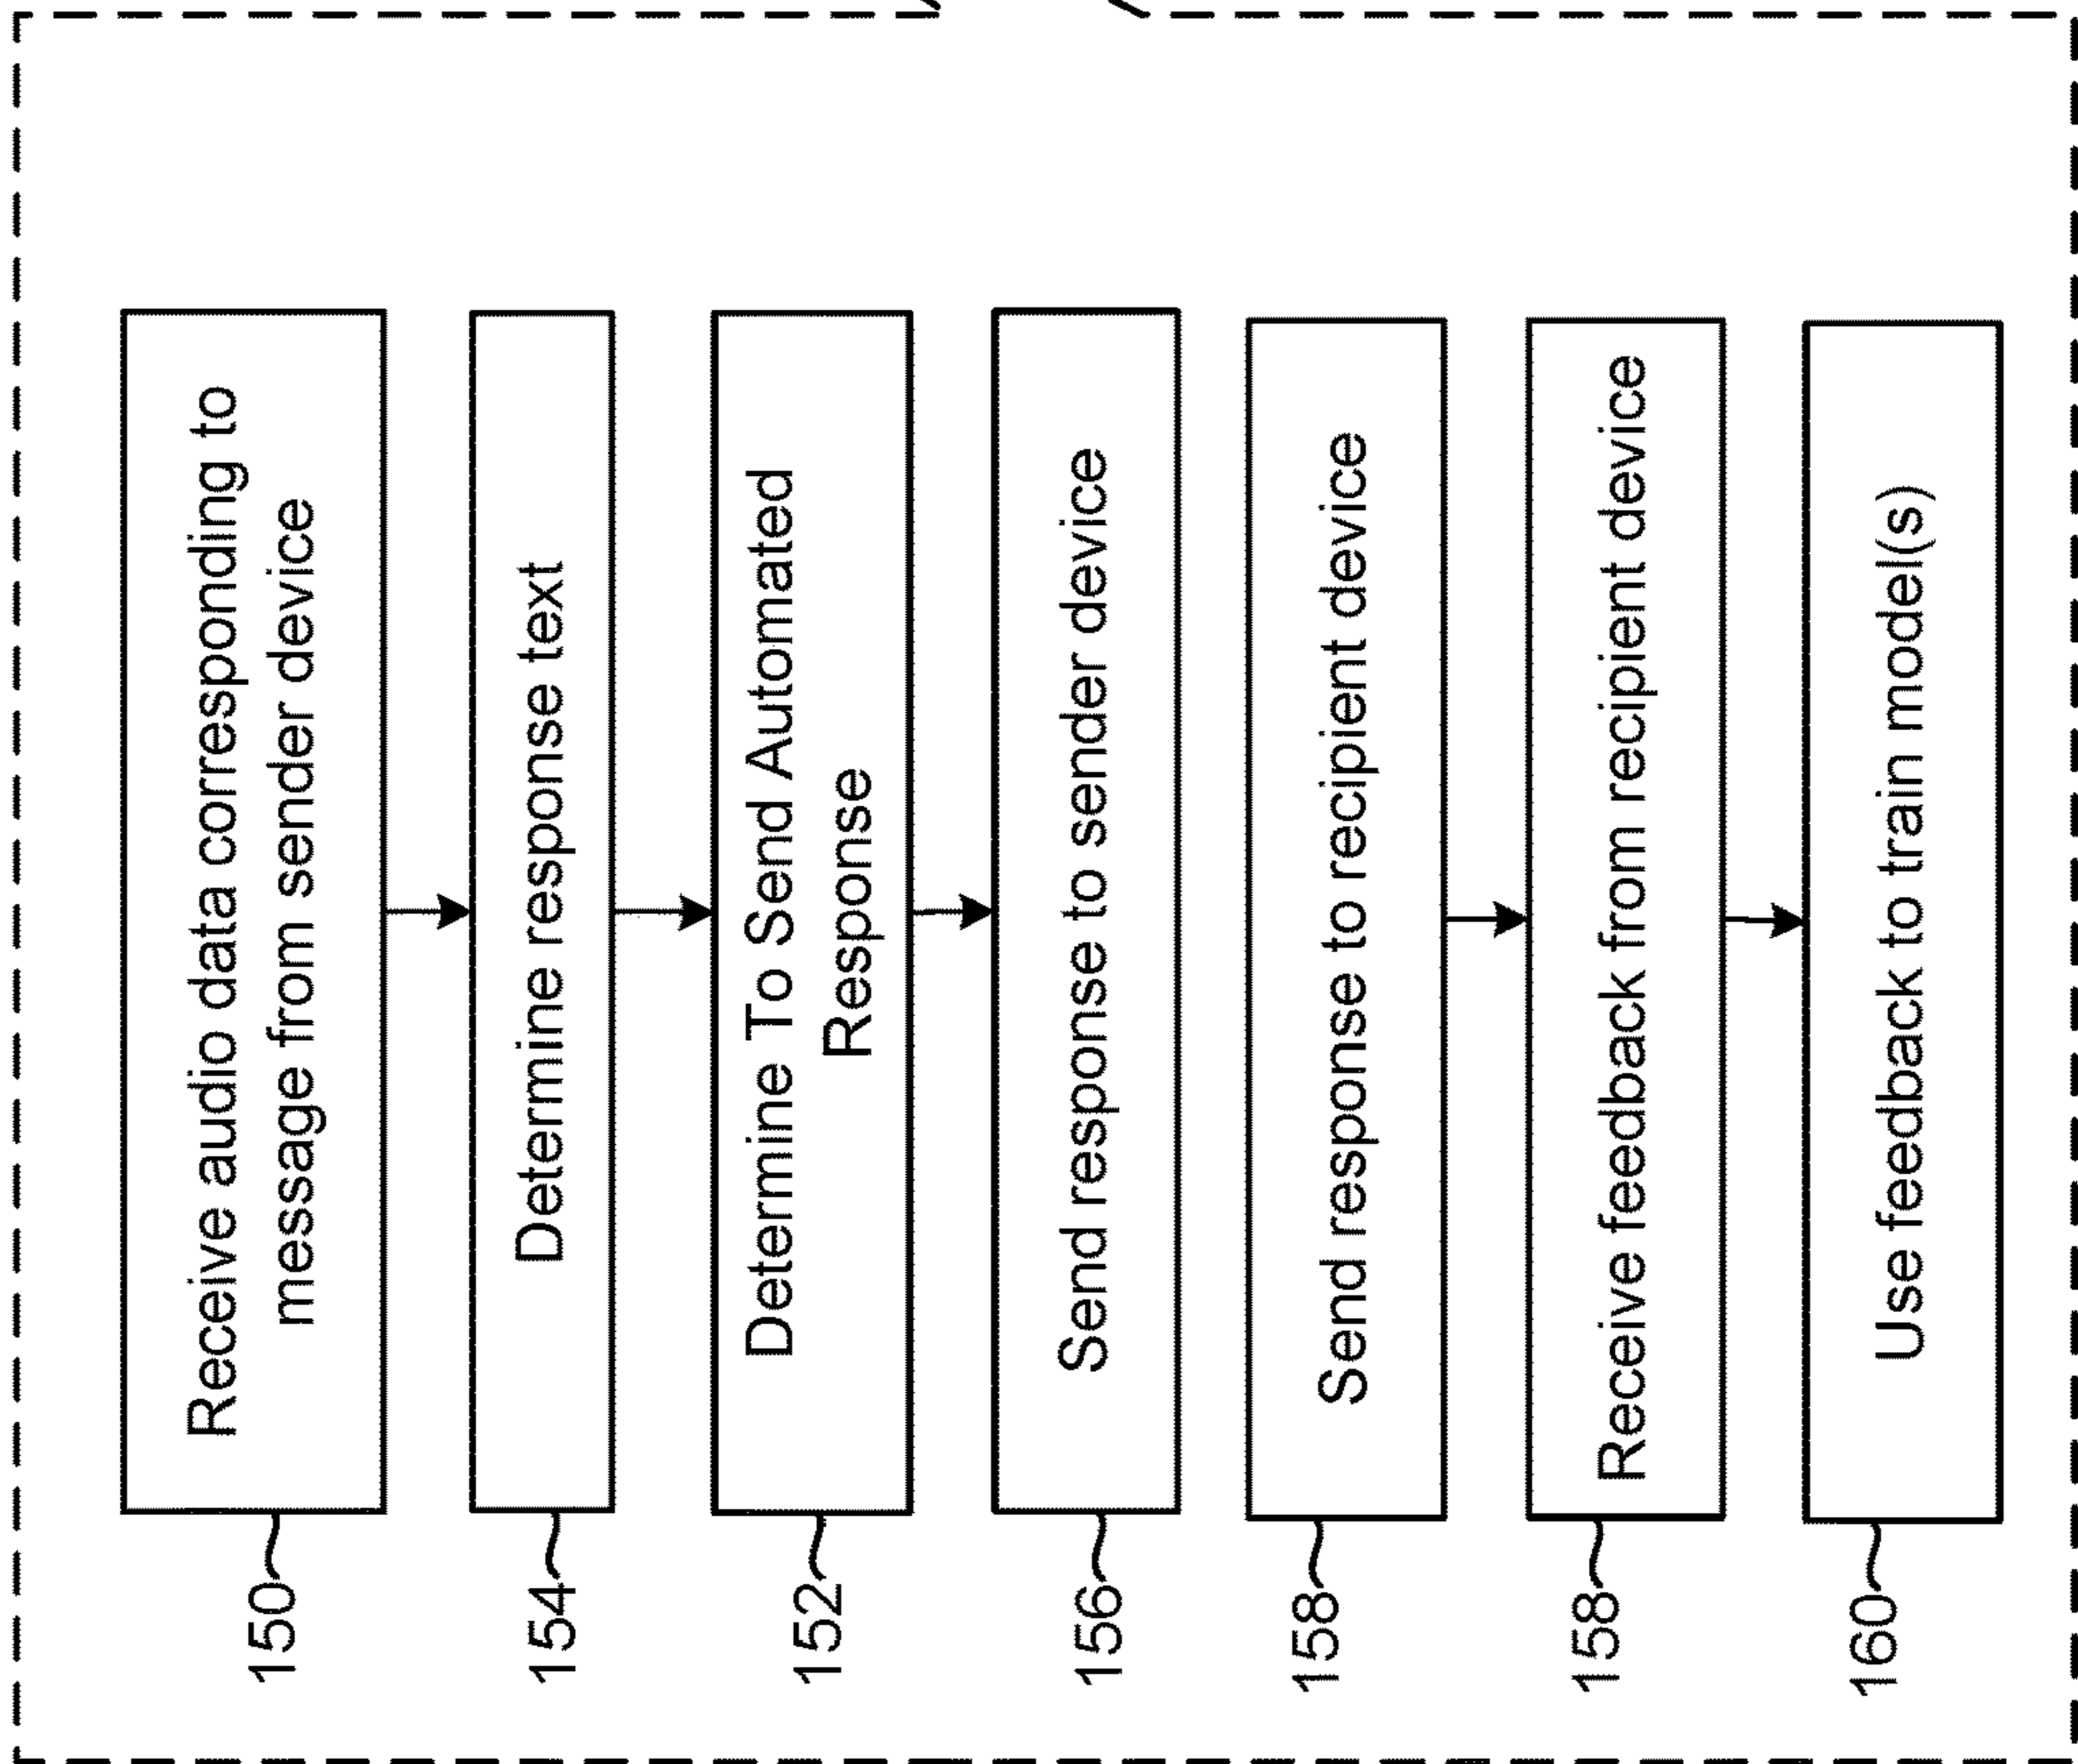 150
Receive audio data corresponding to
message from sender device
154
Determine response text
152
Determine To Send Automated
Response
156
Send response to sender device
158
Send response to recipient device
158
Receive feedback from recipient device
160
Use feedback to train model(s)